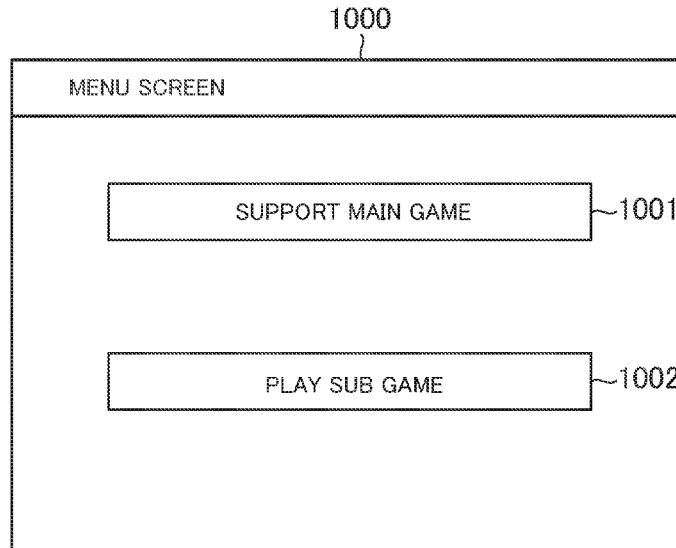 1000
MENU SCREEN
SUPPORT MAIN GAME 1001
PLAY SUB GAME 1002